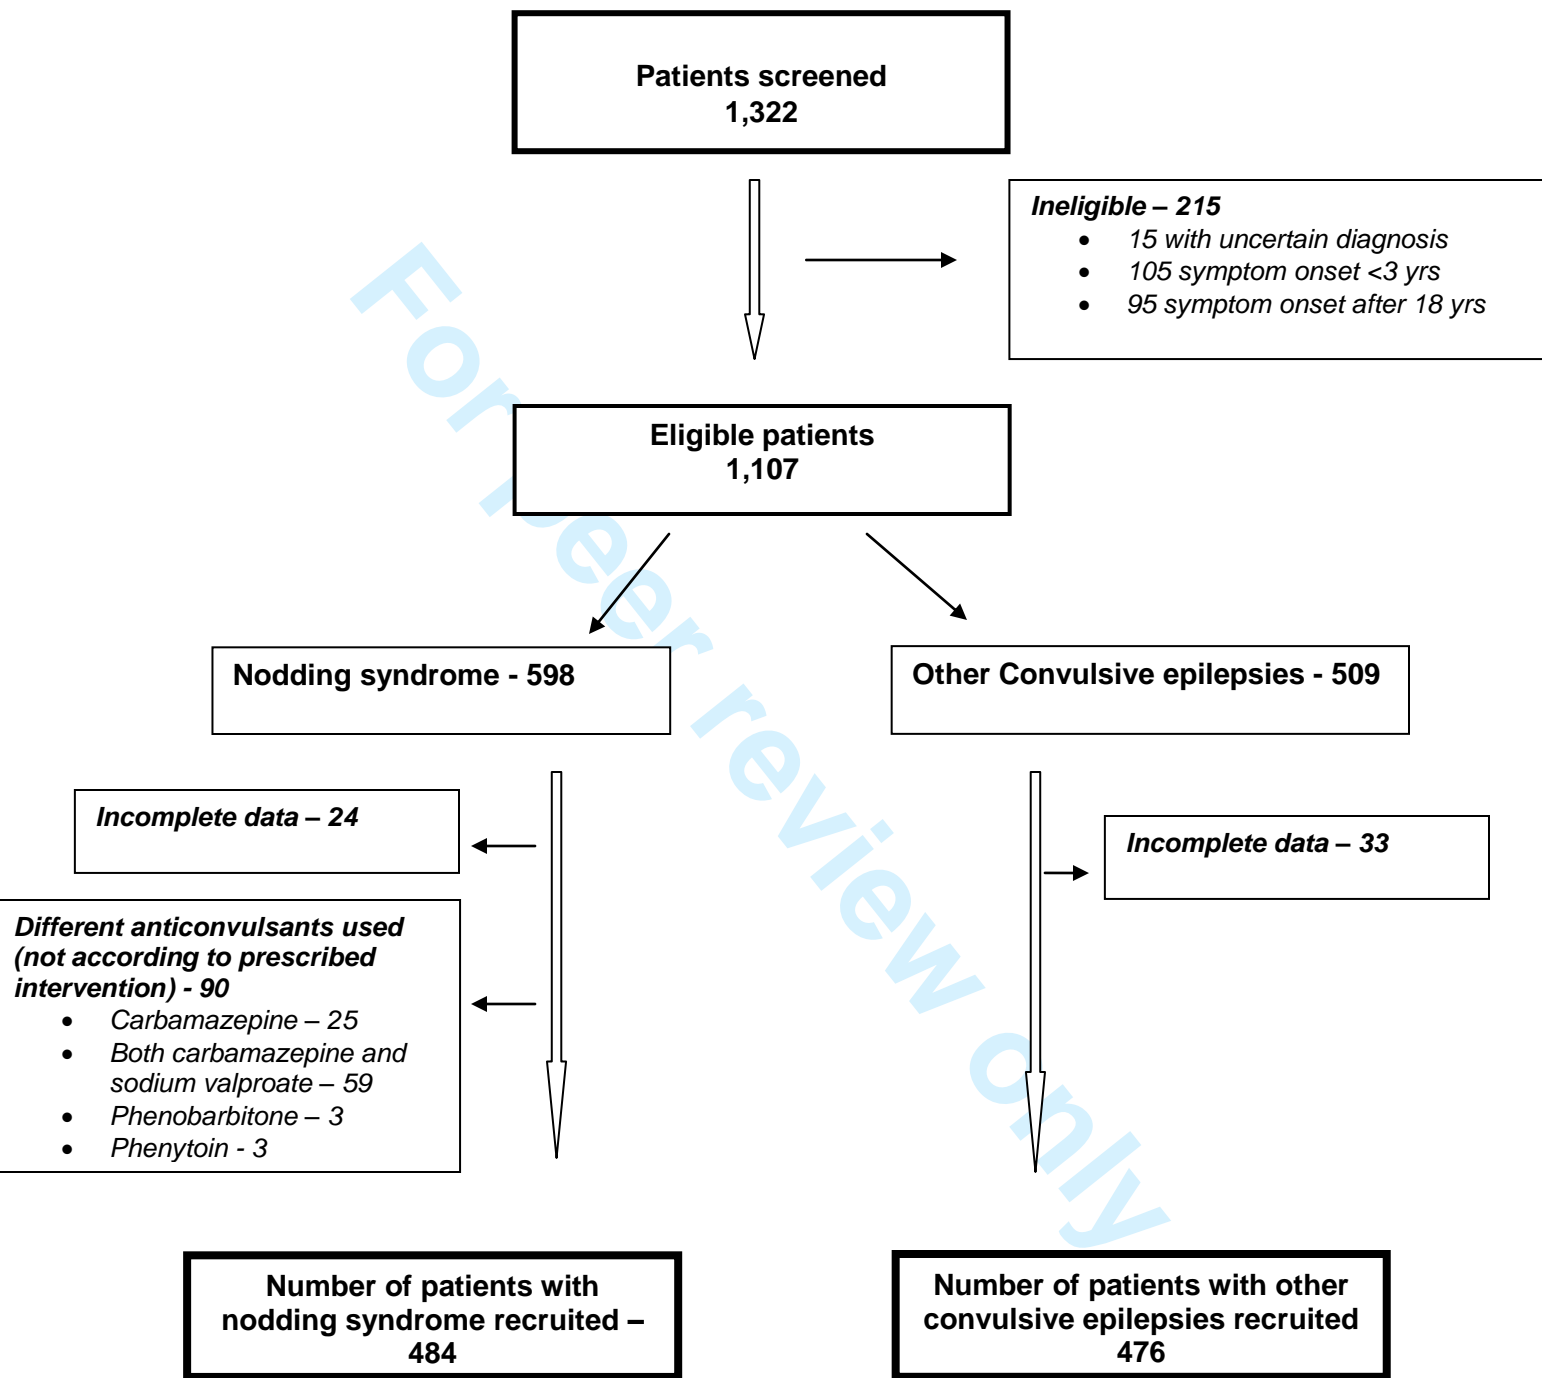 Patients screened
1,322
Ineligible – 215
• 15 with uncertain diagnosis
• 105 symptom onset <3 yrs
• 95 symptom onset after 18 yrs
Eligible patients
1,107
Nodding syndrome - 598
Other Convulsive epilepsies - 509
Incomplete data – 24
Incomplete data – 33
Different anticonvulsants used
(not according to prescribed
intervention) - 90
• Carbamazepine – 25
• Both carbamazepine and
sodium valproate – 59
• Phenobarbitone – 3
• Phenytoin - 3
Number of patients with
nodding syndrome recruited –
484
Number of patients with other
convulsive epilepsies recruited
476
For peer review only